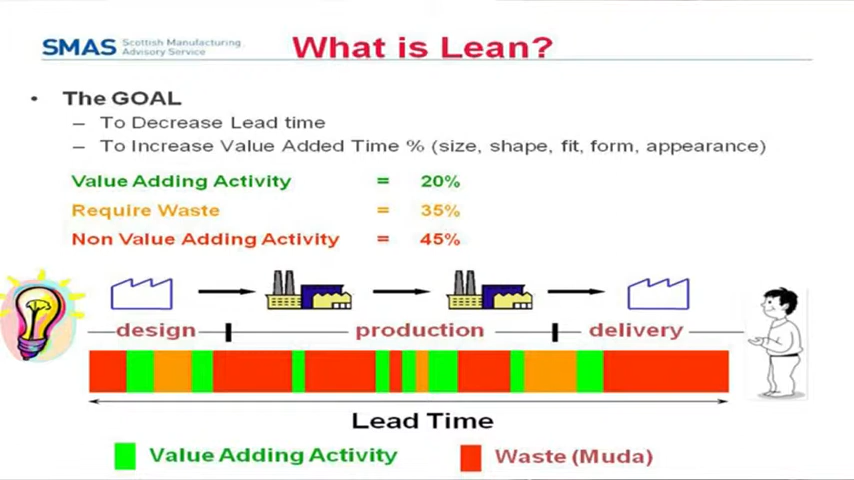 SMAS Scottish Manufacturing Advisory Service
What is Lean?
• The GOAL
– To Decrease Lead time
– To Increase Value Added Time % (size, shape, fit, form, appearance)
Value Adding Activity = 20%
Require Waste = 35%
Non Value Adding Activity = 45%
design production delivery
Lead Time
Value Adding Activity Waste (Muda)